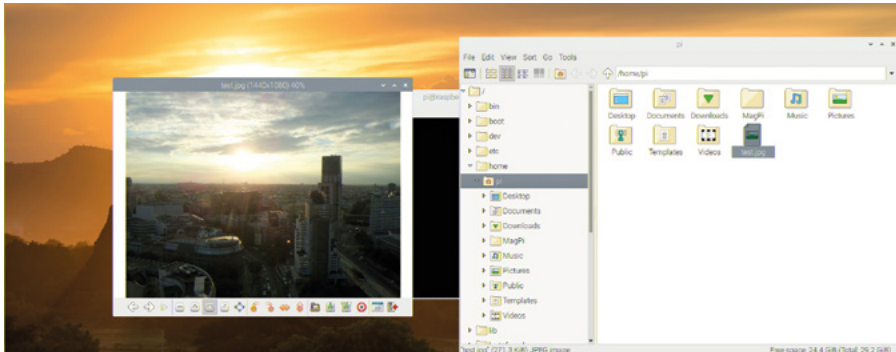 test.jpg (1440x1080) 40%
pi@raspbe
pi
File Edit View Sort Go Tools
/home/pi
/
bin
boot
dev
etc
home
pi
Desktop
Documents
Downloads
MagPi
Music
Pictures
Public
Templates
Videos
lib
Desktop Documents Downloads MagPi Music Pictures
Public Templates Videos test.jpg
"test.jpg" (271.3 KiB) JPEG image
Free space: 24.4 GiB (Total: 29.2 GiB)